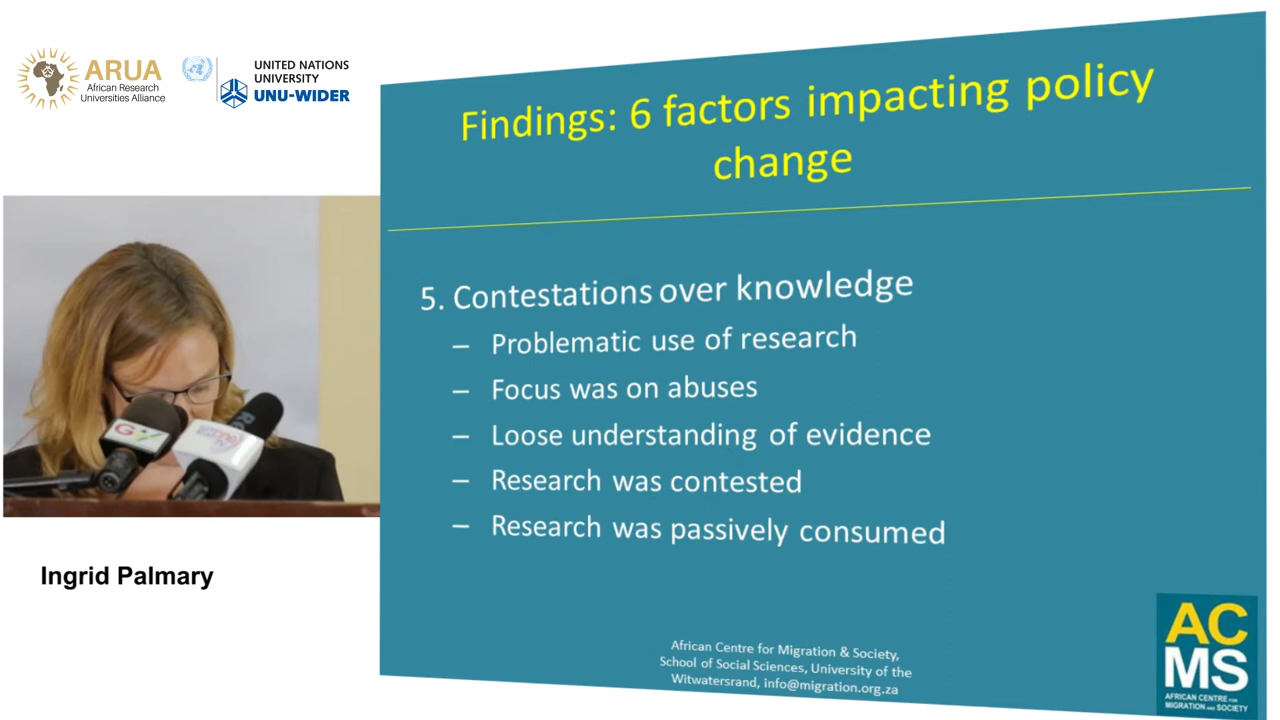 ARUA
African Research
Universities Alliance
UNITED NATIONS
UNIVERSITY
UNU-WIDER
Findings: 6 factors impacting policy
change
5. Contestations over knowledge
– Problematic use of research
– Focus was on abuses
– Loose understanding of evidence
– Research was contested
– Research was passively consumed
Ingrid Palmary
African Centre for Migration & Society,
School of Social Sciences, University of the
Witwatersrand, info@migration.org.za
AC
MS
AFRICAN CENTRE FOR
MIGRATION AND SOCIETY